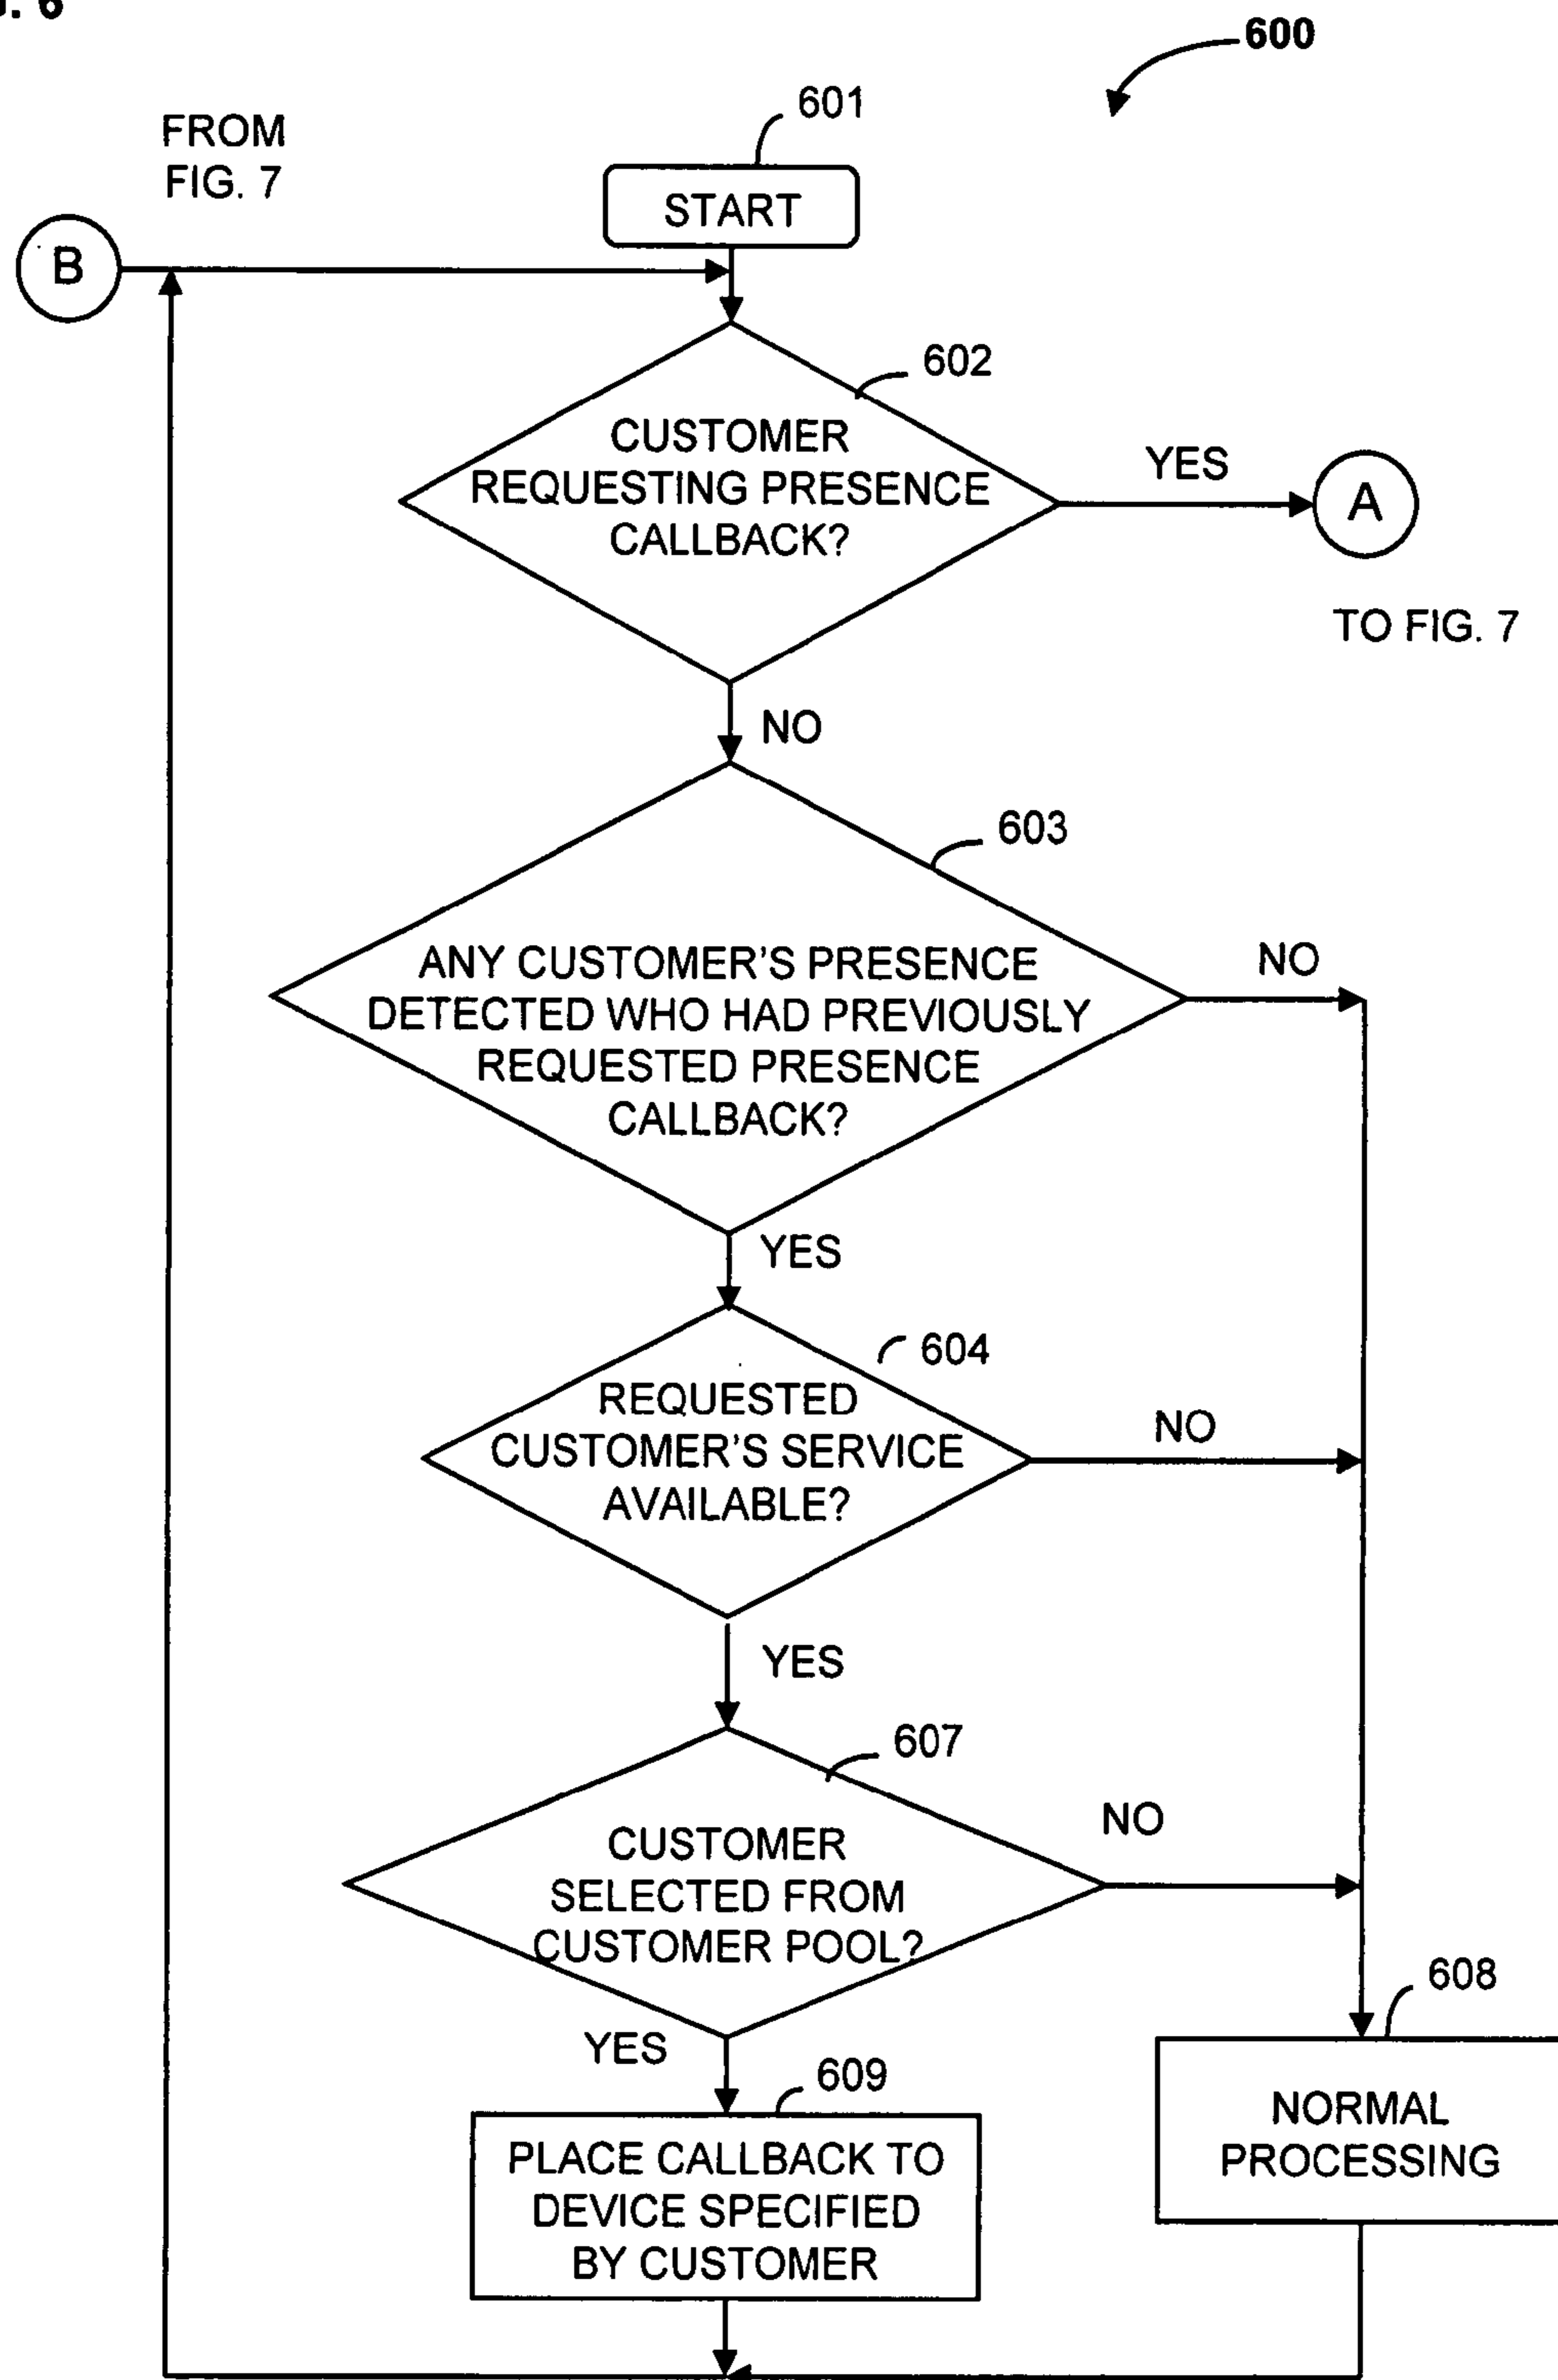 . 6
600
601
FROM
FIG. 7
START
B
602
CUSTOMER
REQUESTING PRESENCE
CALLBACK?
YES
A
TO FIG. 7
NO
603
ANY CUSTOMER'S PRESENCE
DETECTED WHO HAD PREVIOUSLY
REQUESTED PRESENCE
CALLBACK?
NO
YES
604
REQUESTED
CUSTOMER'S SERVICE
AVAILABLE?
NO
YES
607
CUSTOMER
SELECTED FROM
CUSTOMER POOL?
NO
YES
608
NORMAL
PROCESSING
609
PLACE CALLBACK TO
DEVICE SPECIFIED
BY CUSTOMER